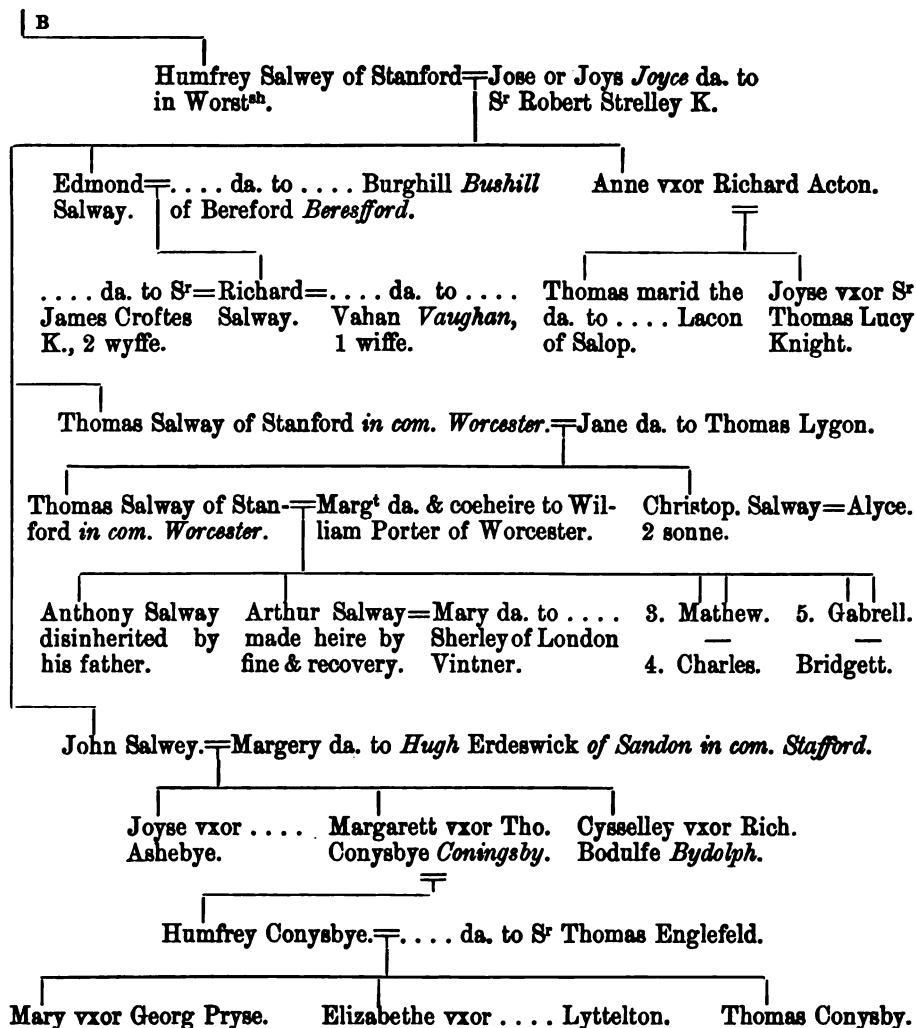 B
Humfrey Salwey of Stanford=Jose or Joys Joyce da. to
in Worstsh. Sr Robert Strelley K.
Edmond=. . . . da. to . . . . Burghill Bushill Anne vxor Richard Acton.
Salway. of Bereford Beresfford.
. . . . da. to Sr=Richard=. . . . da. to . . . . Thomas marid the Joyse vxor Sr
James Croftes Salway. Vahan Vaughan, da. to . . . . Lacon Thomas Lucy
K., 2 wyffe. 1 wiffe. of Salop. Knight.
Thomas Salway of Stanford in com. Worcester.=Jane da. to Thomas Lygon.
Thomas Salway of Stan-=Margt da. & coeheire to Wil- Christop. Salway=Alyce.
ford in com. Worcester. liam Porter of Worcester. 2 sonne.
Anthony Salway Arthur Salway=Mary da. to . . . . 3. Mathew. 5. Gabrell.
disinherited by made heire by Sherley of London — —
his father. fine & recovery. Vintner. 4. Charles. Bridgett.
John Salwey.=Margery da. to Hugh Erdeswick of Sandon in com. Stafford.
Joyse vxor . . . . Margarett vxor Tho. Cysselley vxor Rich.
Ashebye. Conysbye Coningsby. Bodulfe Bydolph.
Humfrey Conysbye.=. . . . da. to Sr Thomas Englefeld.
Mary vxor Georg Pryse. Elizabethe vxor . . . . Lyttelton. Thomas Conysby.